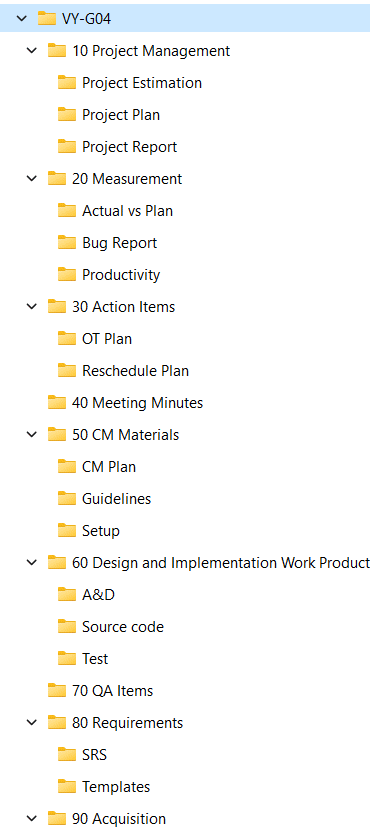 VY-G04
10 Project Management
Project Estimation
Project Plan
Project Report
20 Measurement
Actual vs Plan
Bug Report
Productivity
30 Action Items
OT Plan
Reschedule Plan
40 Meeting Minutes
50 CM Materials
CM Plan
Guidelines
Setup
60 Design and Implementation Work Product
A&D
Source code
Test
70 QA Items
80 Requirements
SRS
Templates
90 Acquisition